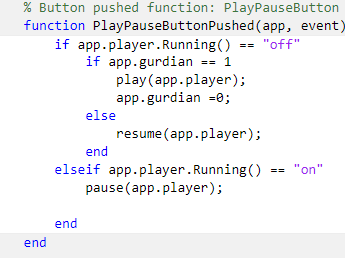 % Button pushed function: PlayPauseButton
function PlayPauseButtonPushed(app, event)
if app.player.Running() == "off"
if app.gurdian == 1
play(app.player);
app.gurdian =0;
else
resume(app.player);
end
elseif app.player.Running() == "on"
pause(app.player);
end
end